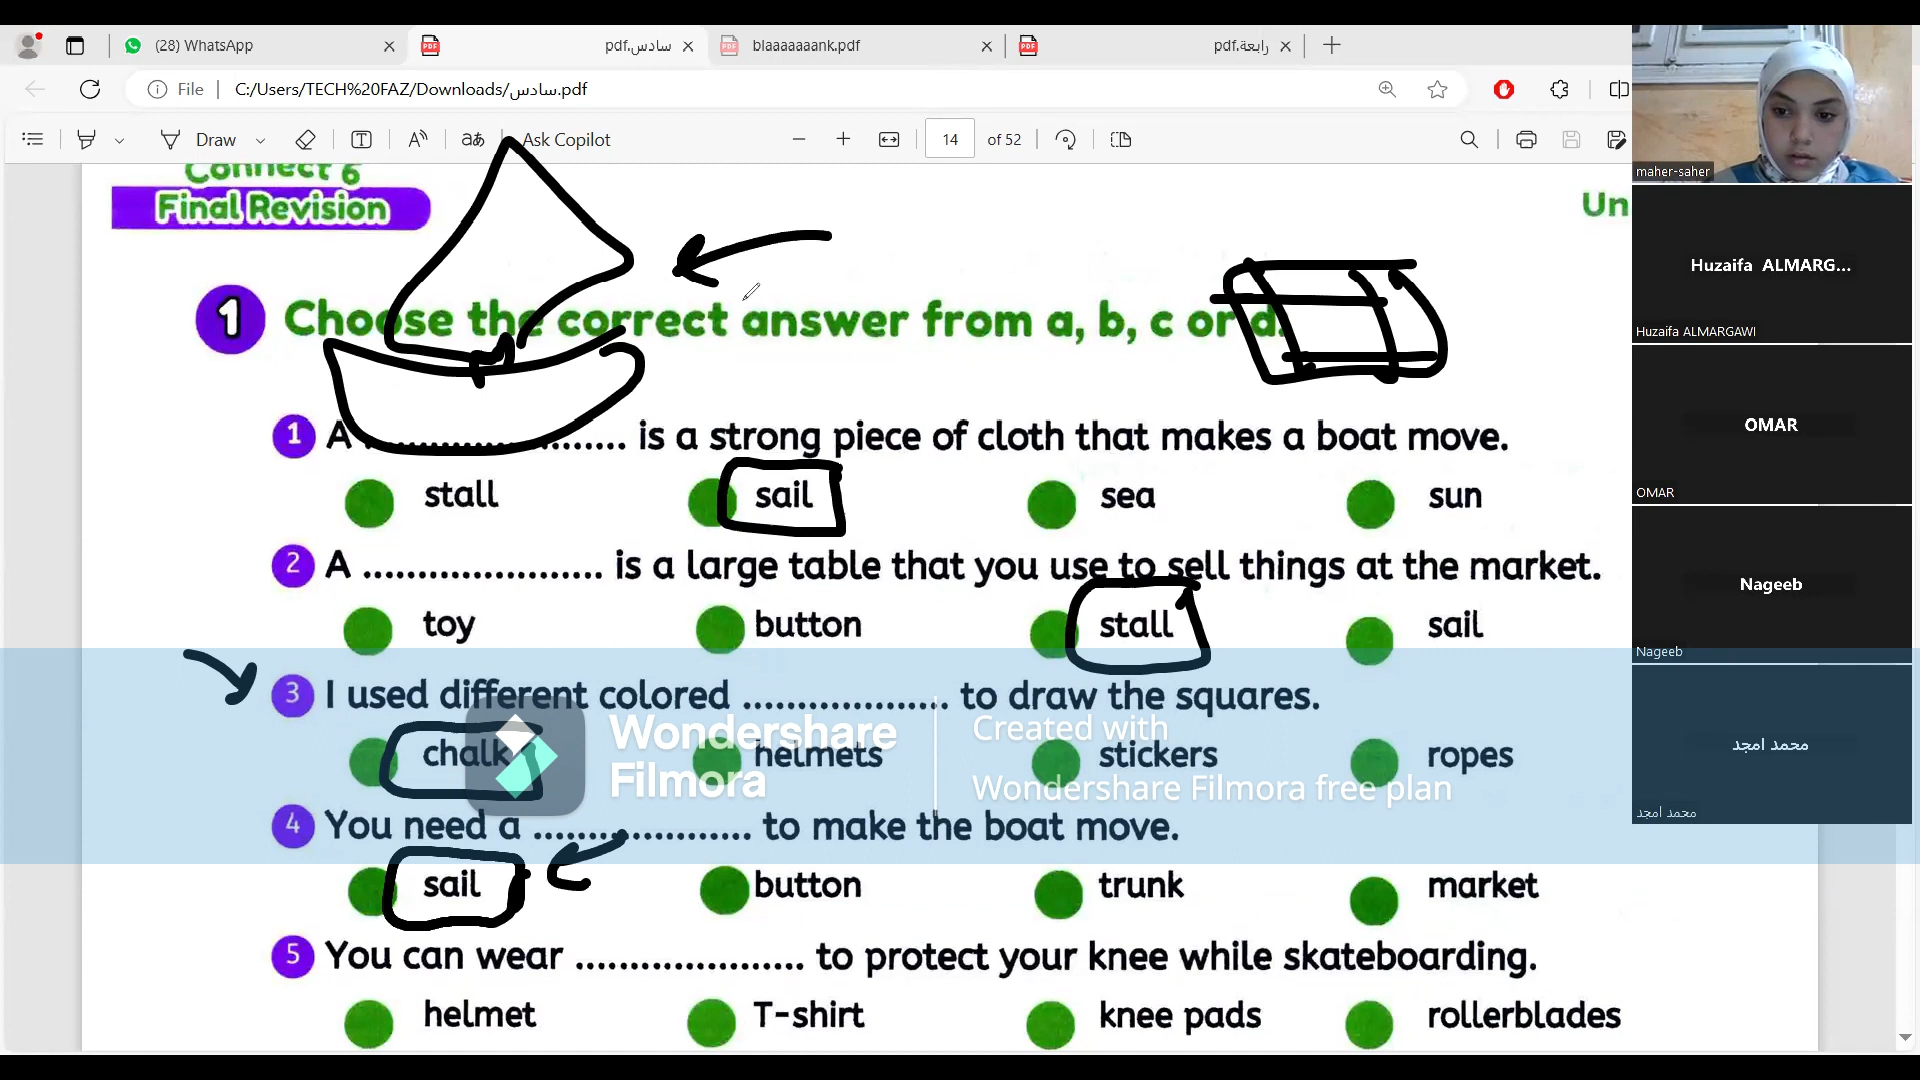 (28) WhatsApp
سادس.pdf
blaaaaaaank.pdf
رابعة.pdf
File C:/Users/TECH%20FAZ/Downloads/سادس.pdf
Draw
Ask Copilot
14 of 52
Connect 6
Final Revision
Un
1 Choose the correct answer from a, b, c or d:
1 A ........................ is a strong piece of cloth that makes a boat move.
stall sail sea sun
2 A ...................... is a large table that you use to sell things at the market.
toy button stall sail
3 I used different colored ................... to draw the squares.
chalk helmets stickers ropes
4 You need a .................... to make the boat move.
sail button trunk market
5 You can wear ..................... to protect your knee while skateboarding.
helmet T-shirt knee pads rollerblades
Wondershare
Filmora
Created with
Wondershare Filmora free plan
maher-saher
Huzaifa ALMARG...
Huzaifa ALMARGAWI
OMAR
OMAR
Nageeb
Nageeb
محمد امجد
محمد امجد